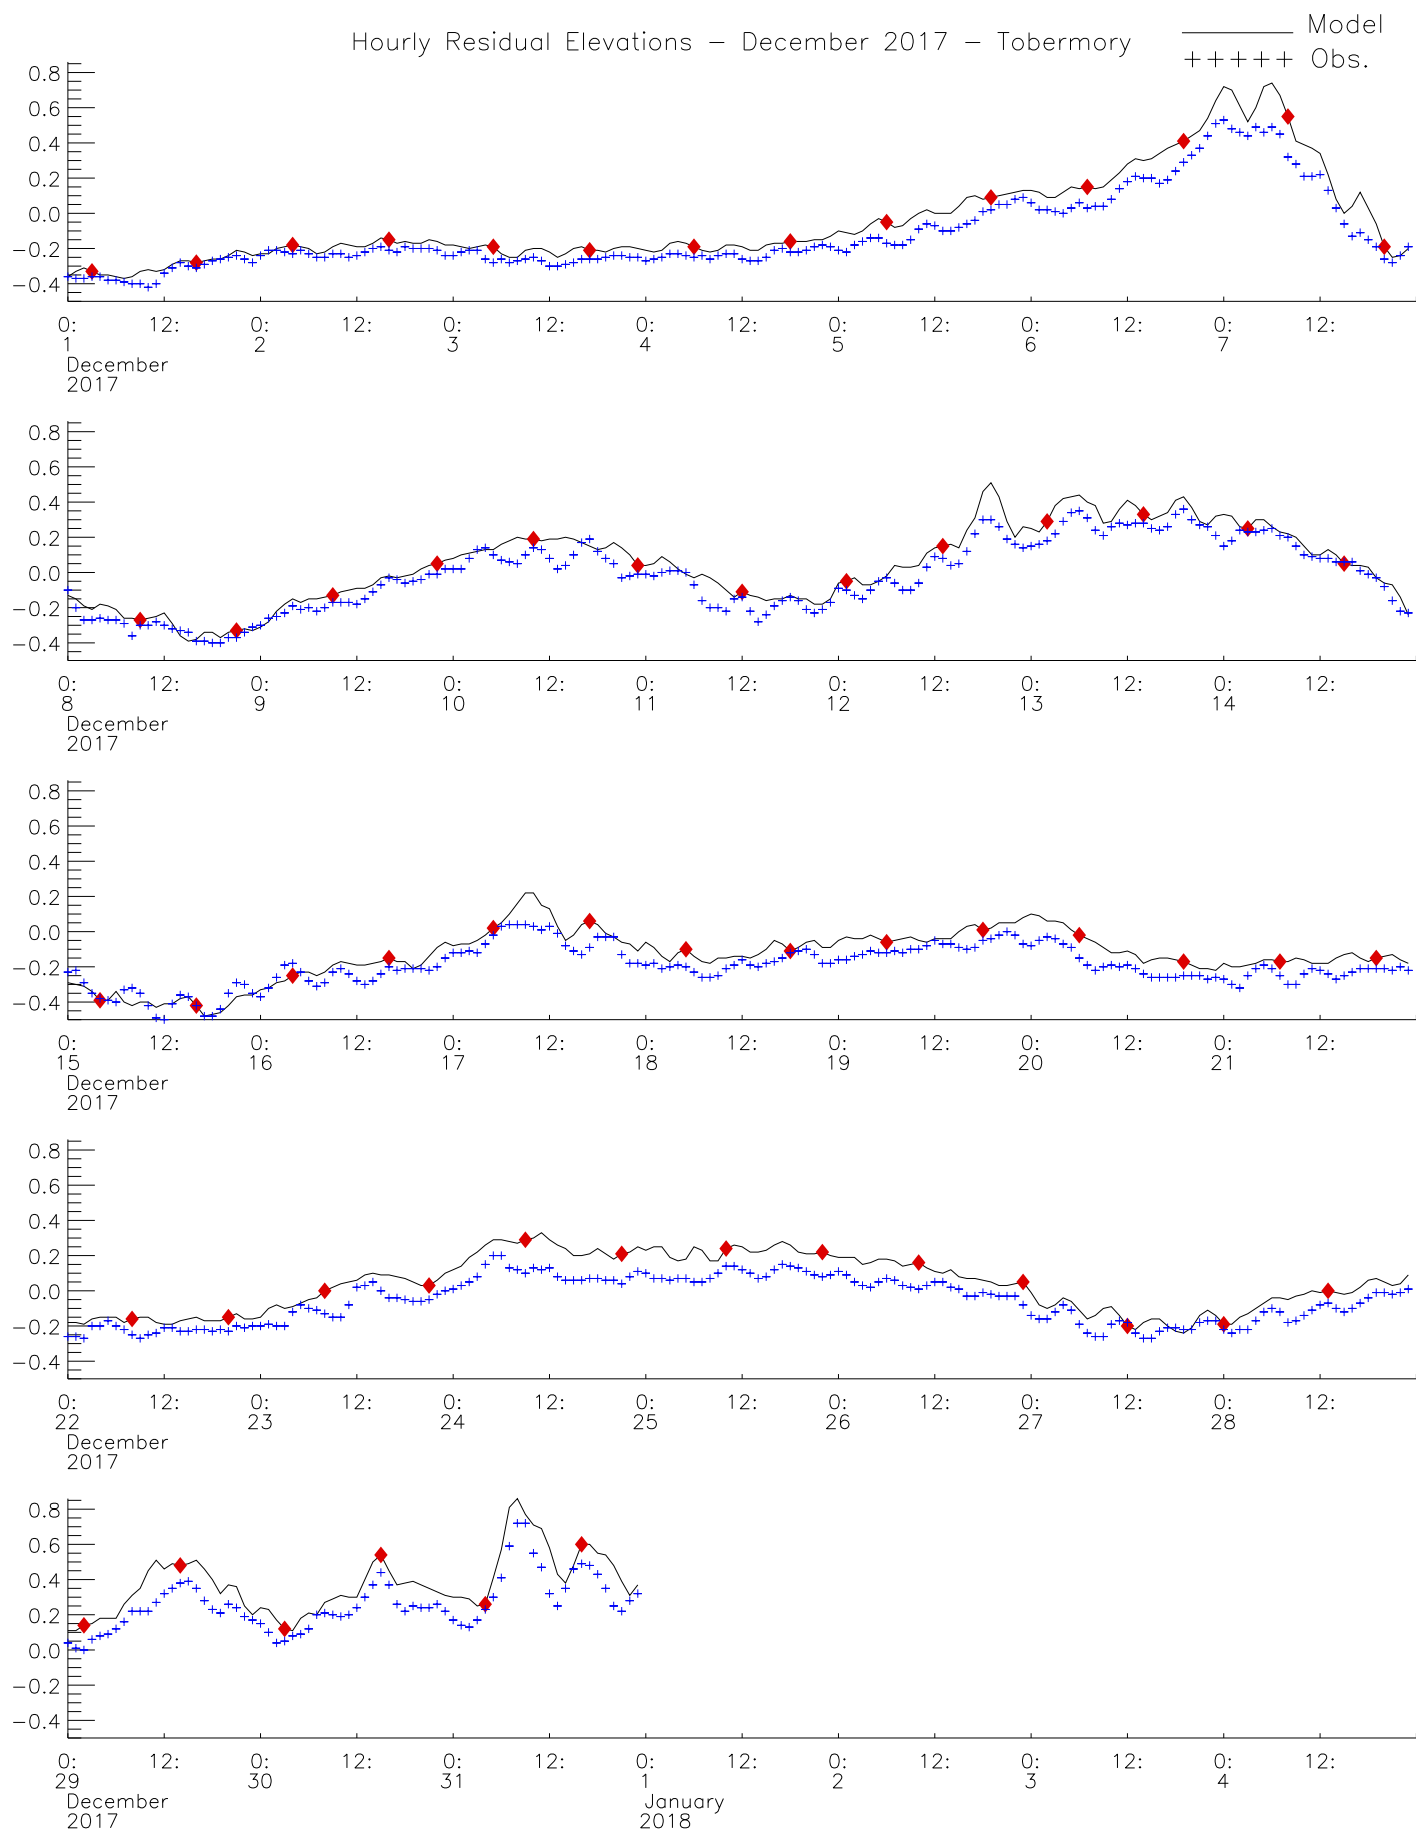 Hourly Residual Elevations – December 2017 – Tobermory
Model
+++++ Obs.
0.8
0.6
0.4
0.2
0.0
−0.2
−0.4
0: 12: 0: 12: 0: 12: 0: 12: 0: 12: 0: 12: 0: 12:
1 2 3 4 5 6 7
December
2017
0.8
0.6
0.4
0.2
0.0
−0.2
−0.4
0: 12: 0: 12: 0: 12: 0: 12: 0: 12: 0: 12: 0: 12:
8 9 10 11 12 13 14
December
2017
0.8
0.6
0.4
0.2
0.0
−0.2
−0.4
0: 12: 0: 12: 0: 12: 0: 12: 0: 12: 0: 12: 0: 12:
15 16 17 18 19 20 21
December
2017
0.8
0.6
0.4
0.2
0.0
−0.2
−0.4
0: 12: 0: 12: 0: 12: 0: 12: 0: 12: 0: 12: 0: 12:
22 23 24 25 26 27 28
December
2017
0.8
0.6
0.4
0.2
0.0
−0.2
−0.4
0: 12: 0: 12: 0: 12: 0: 12: 0: 12: 0: 12: 0: 12:
29 30 31 1 2 3 4
December January
2017 2018